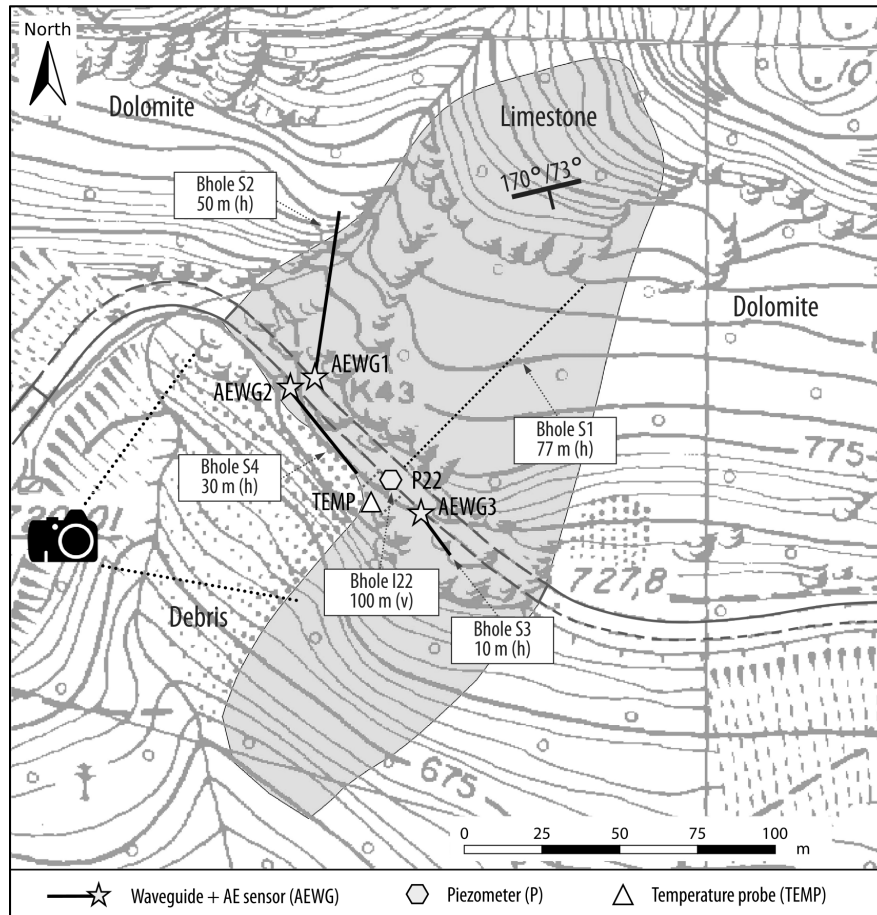 North
10
Dolomite
Limestone
170°/73°
Bhole S2
50 m (h)
Dolomite
AEWG1
AEWG2
K43
Bhole S1
77 m (h)
775
Bhole S4
30 m (h)
P22
TEMP
AEWG3
01
Bhole I22
100 m (v)
727,8
Debris
Bhole S3
10 m (h)
675
0 25 50 75 100
m
Waveguide + AE sensor (AEWG)
Piezometer (P)
Temperature probe (TEMP)